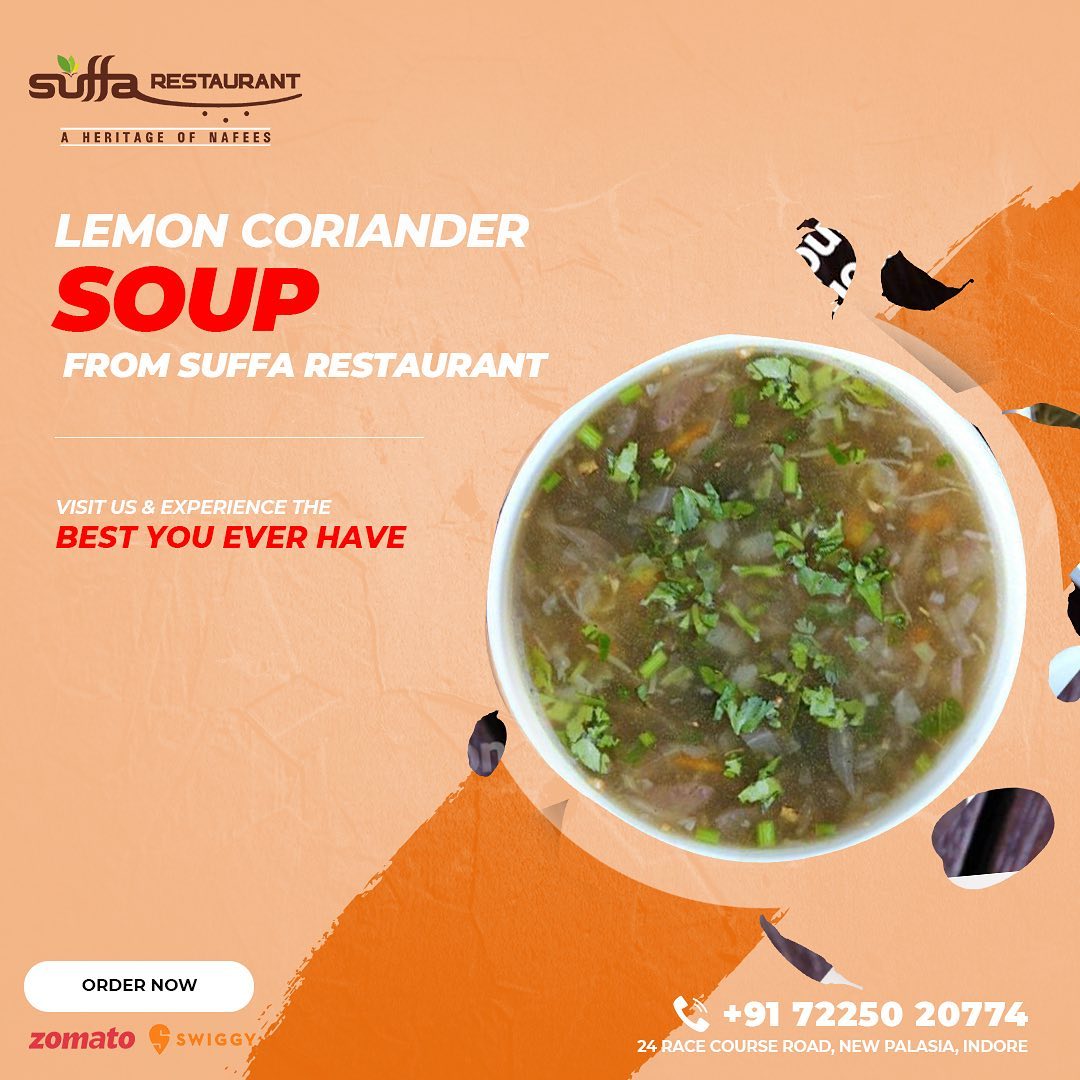 suffa RESTAURANT
A HERITAGE OF NAFEES
LEMON CORIANDER
SOUP
FROM SUFFA RESTAURANT
VISIT US & EXPERIENCE THE
BEST YOU EVER HAVE
ORDER NOW
zomato SWIGGY
+91 72250 20774
24 RACE COURSE ROAD, NEW PALASIA, INDORE